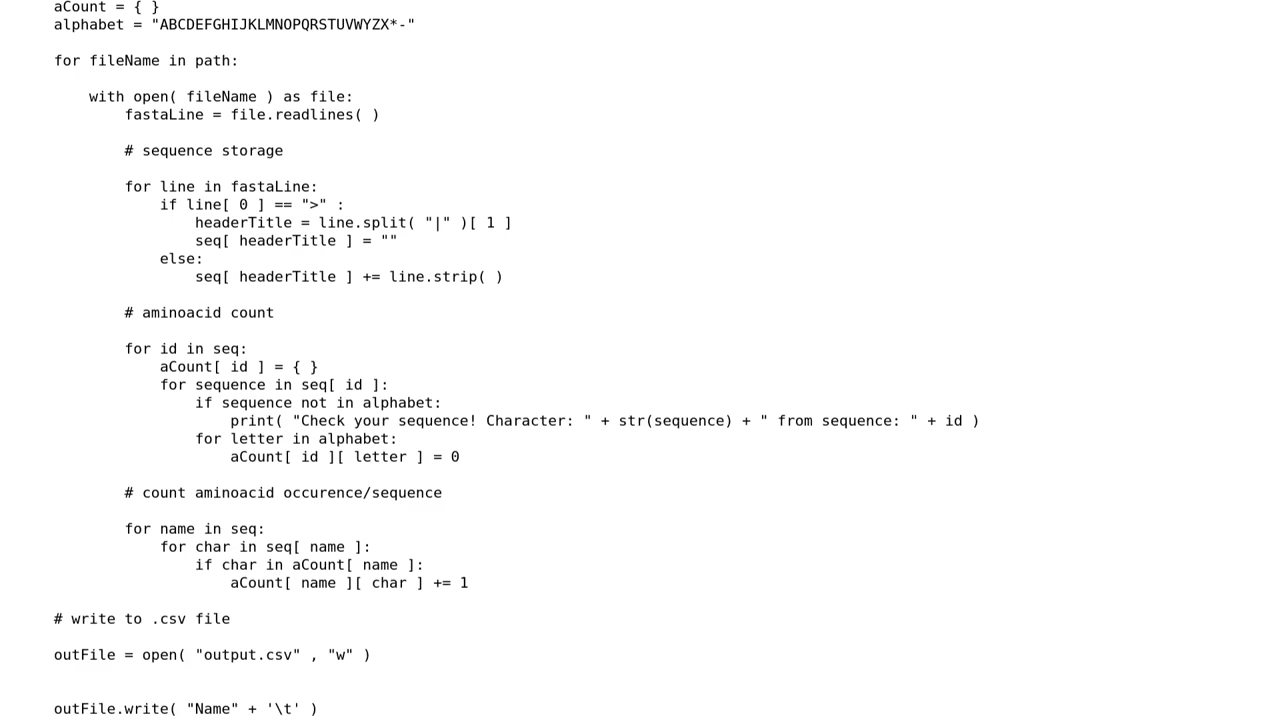 aCount = { }
alphabet = "ABCDEFGHIJKLMNOPQRSTUVWYZX*-"
for fileName in path:
with open( fileName ) as file:
fastaLine = file.readlines( )
# sequence storage
for line in fastaLine:
if line[ 0 ] == ">" :
headerTitle = line.split( "|" )[ 1 ]
seq[ headerTitle ] = ""
else:
seq[ headerTitle ] += line.strip( )
# aminoacid count
for id in seq:
aCount[ id ] = { }
for sequence in seq[ id ]:
if sequence not in alphabet:
print( "Check your sequence! Character: " + str(sequence) + " from sequence: " + id )
for letter in alphabet:
aCount[ id ][ letter ] = 0
# count aminoacid occurence/sequence
for name in seq:
for char in seq[ name ]:
if char in aCount[ name ]:
aCount[ name ][ char ] += 1
# write to .csv file
outFile = open( "output.csv" , "w" )
outFile.write( "Name" + '\t' )